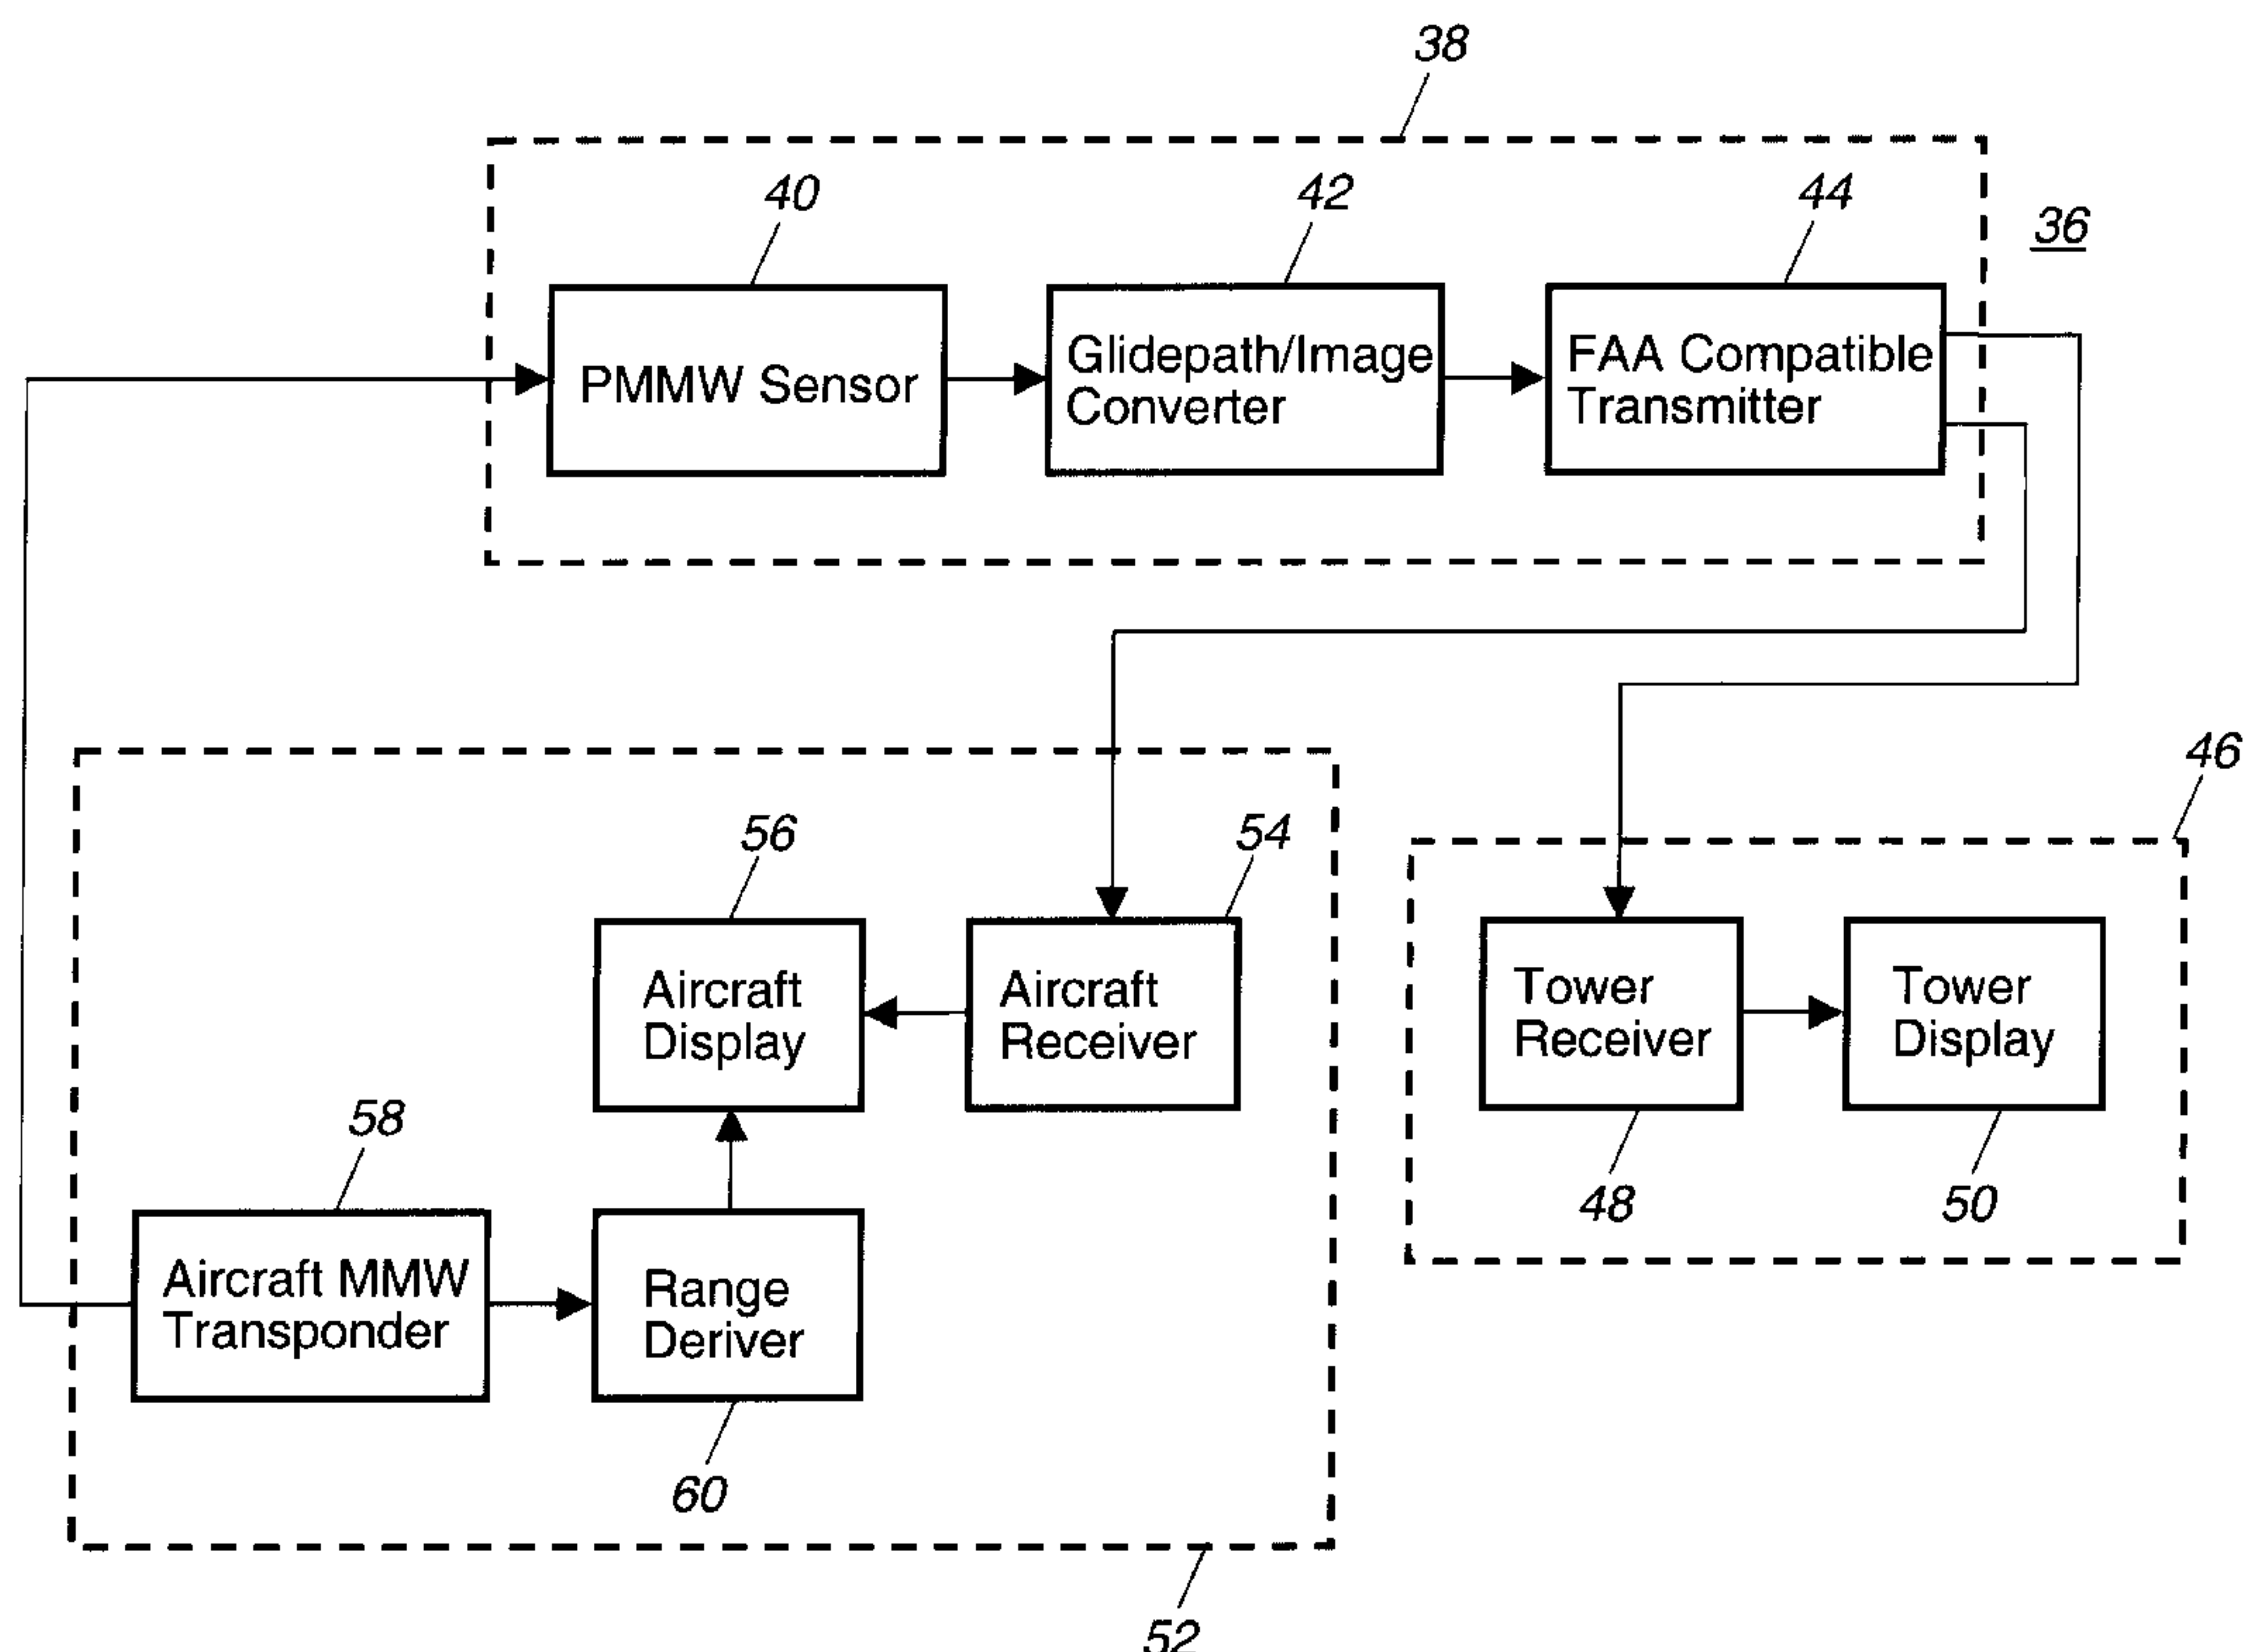 38
40
42
44
36
PMMW Sensor
Glidepath/Image
Converter
FAA Compatible
Transmitter
46
56
54
Aircraft
Display
Aircraft
Receiver
Tower
Receiver
Tower
Display
58
48
50
Aircraft MMW
Transponder
Range
Deriver
60
52